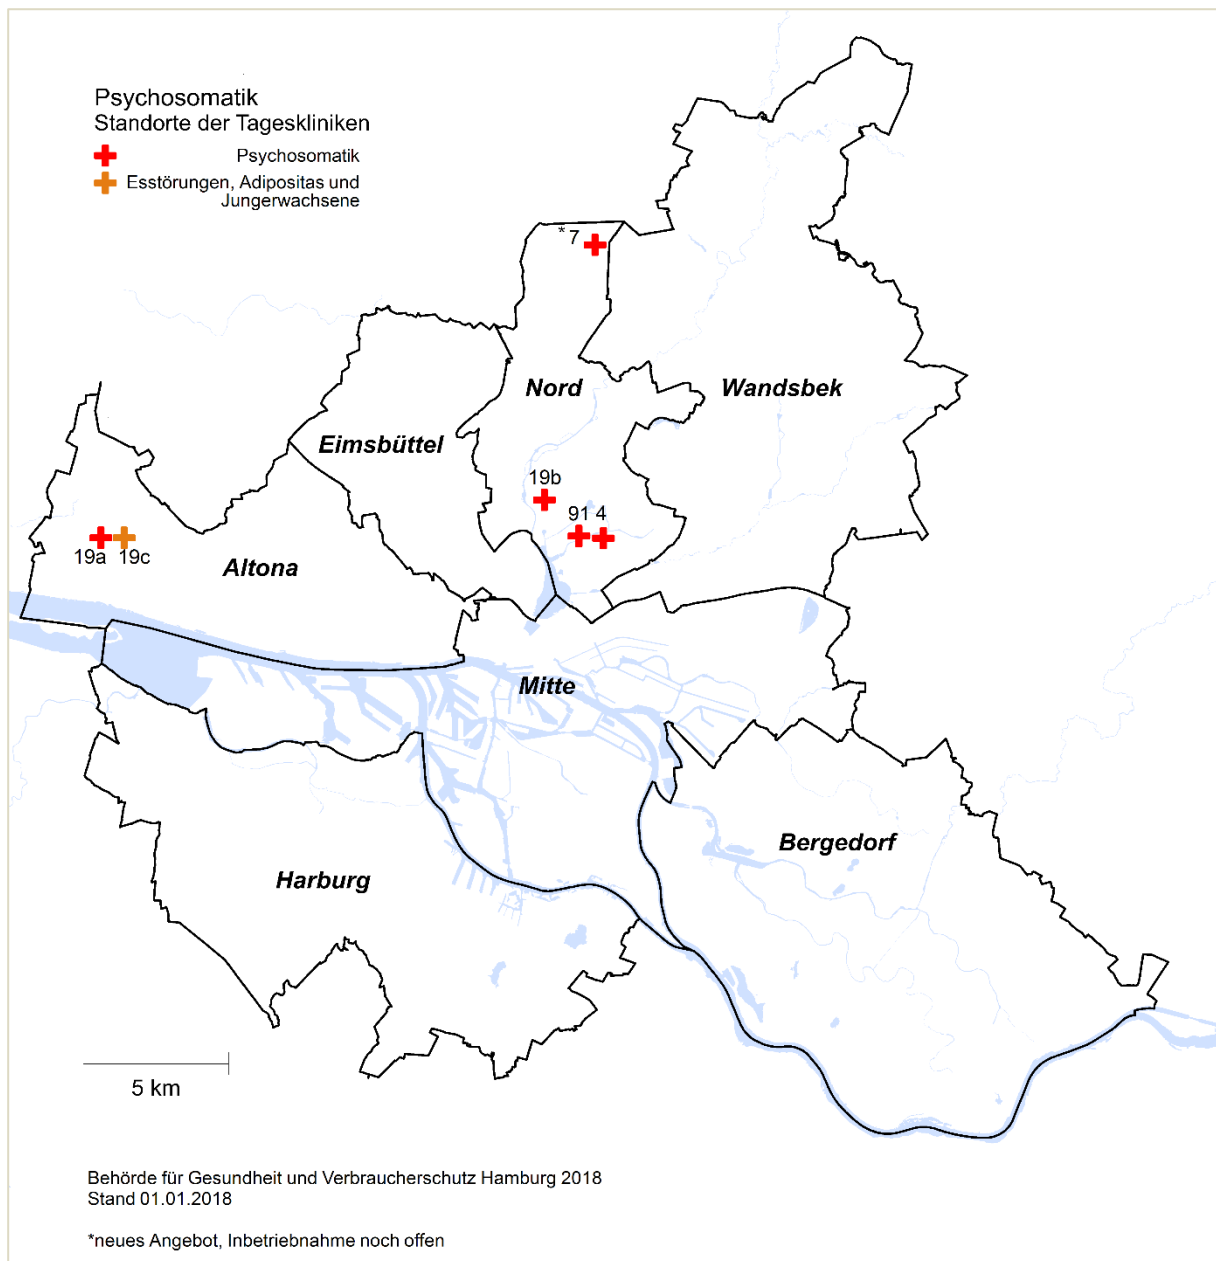 Psychosomatik
Standorte der Tageskliniken
Psychosomatik
Esstörungen, Adipositas und
Jungerwachsene
* 7
Nord
Wandsbek
Eimsbüttel
19b
91 4
19a 19c
Altona
Mitte
Bergedorf
Harburg
5 km
Behörde für Gesundheit und Verbraucherschutz Hamburg 2018
Stand 01.01.2018
*neues Angebot, Inbetriebnahme noch offen